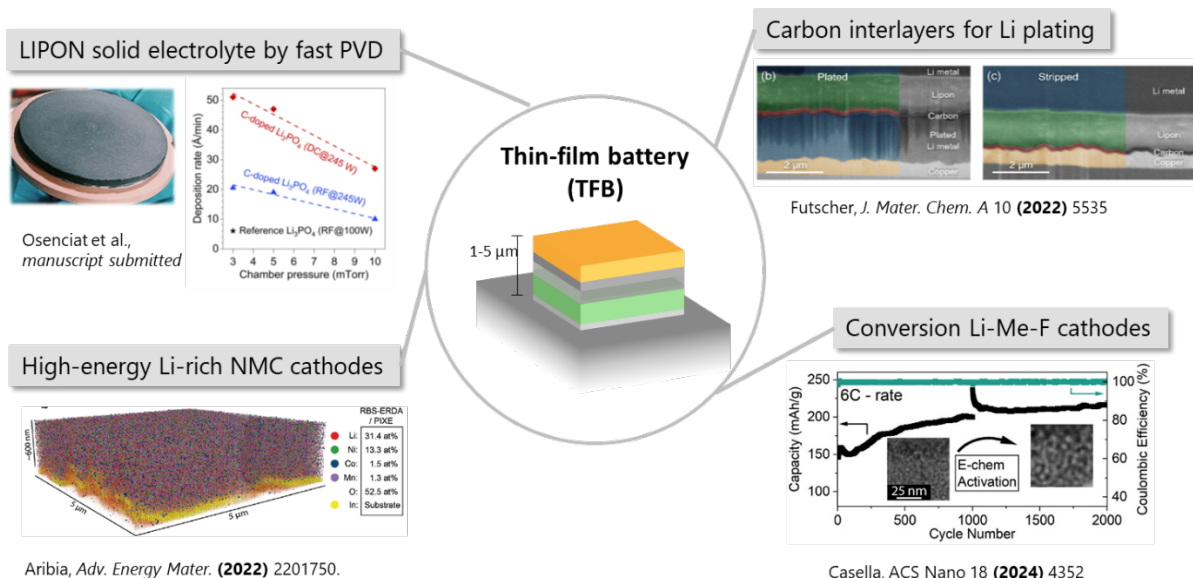 LIPON solid electrolyte by fast PVD
Deposition rate (Å/min)
50
40
30
20
10
0
C-doped Li₃PO₄ (DC@245 W)
C-doped Li₃PO₄ (RF@245W)
Reference Li₃PO₄ (RF@100W)
3 4 5 6 7 8 9 10
Chamber pressure (mTorr)
Osenciat et al.,
manuscript submitted
Carbon interlayers for Li plating
(b) Plated
Li metal
Lipon
Carbon
Plated
Li metal
Copper
2 µm
(c) Stripped
Li metal
Lipon
Carbon
Copper
2 µm
Futscher, J. Mater. Chem. A 10 (2022) 5535
Thin-film battery
(TFB)
1-5 µm
High-energy Li-rich NMC cathodes
~600 nm
5 µm
5 µm
RBS-ERDA
/ PIXE
Li: 31.4 at%
Ni: 13.3 at%
Co: 1.5 at%
Mn: 1.3 at%
O: 52.5 at%
In: Substrate
Aribia, Adv. Energy Mater. (2022) 2201750.
Conversion Li-Me-F cathodes
Capacity (mAh/g)
250
200
150
100
6C - rate
25 nm
E-chem
Activation
100
80
60
40
Coulombic Efficiency (%)
0 500 1000 1500 2000
Cycle Number
Casella, ACS Nano 18 (2024) 4352